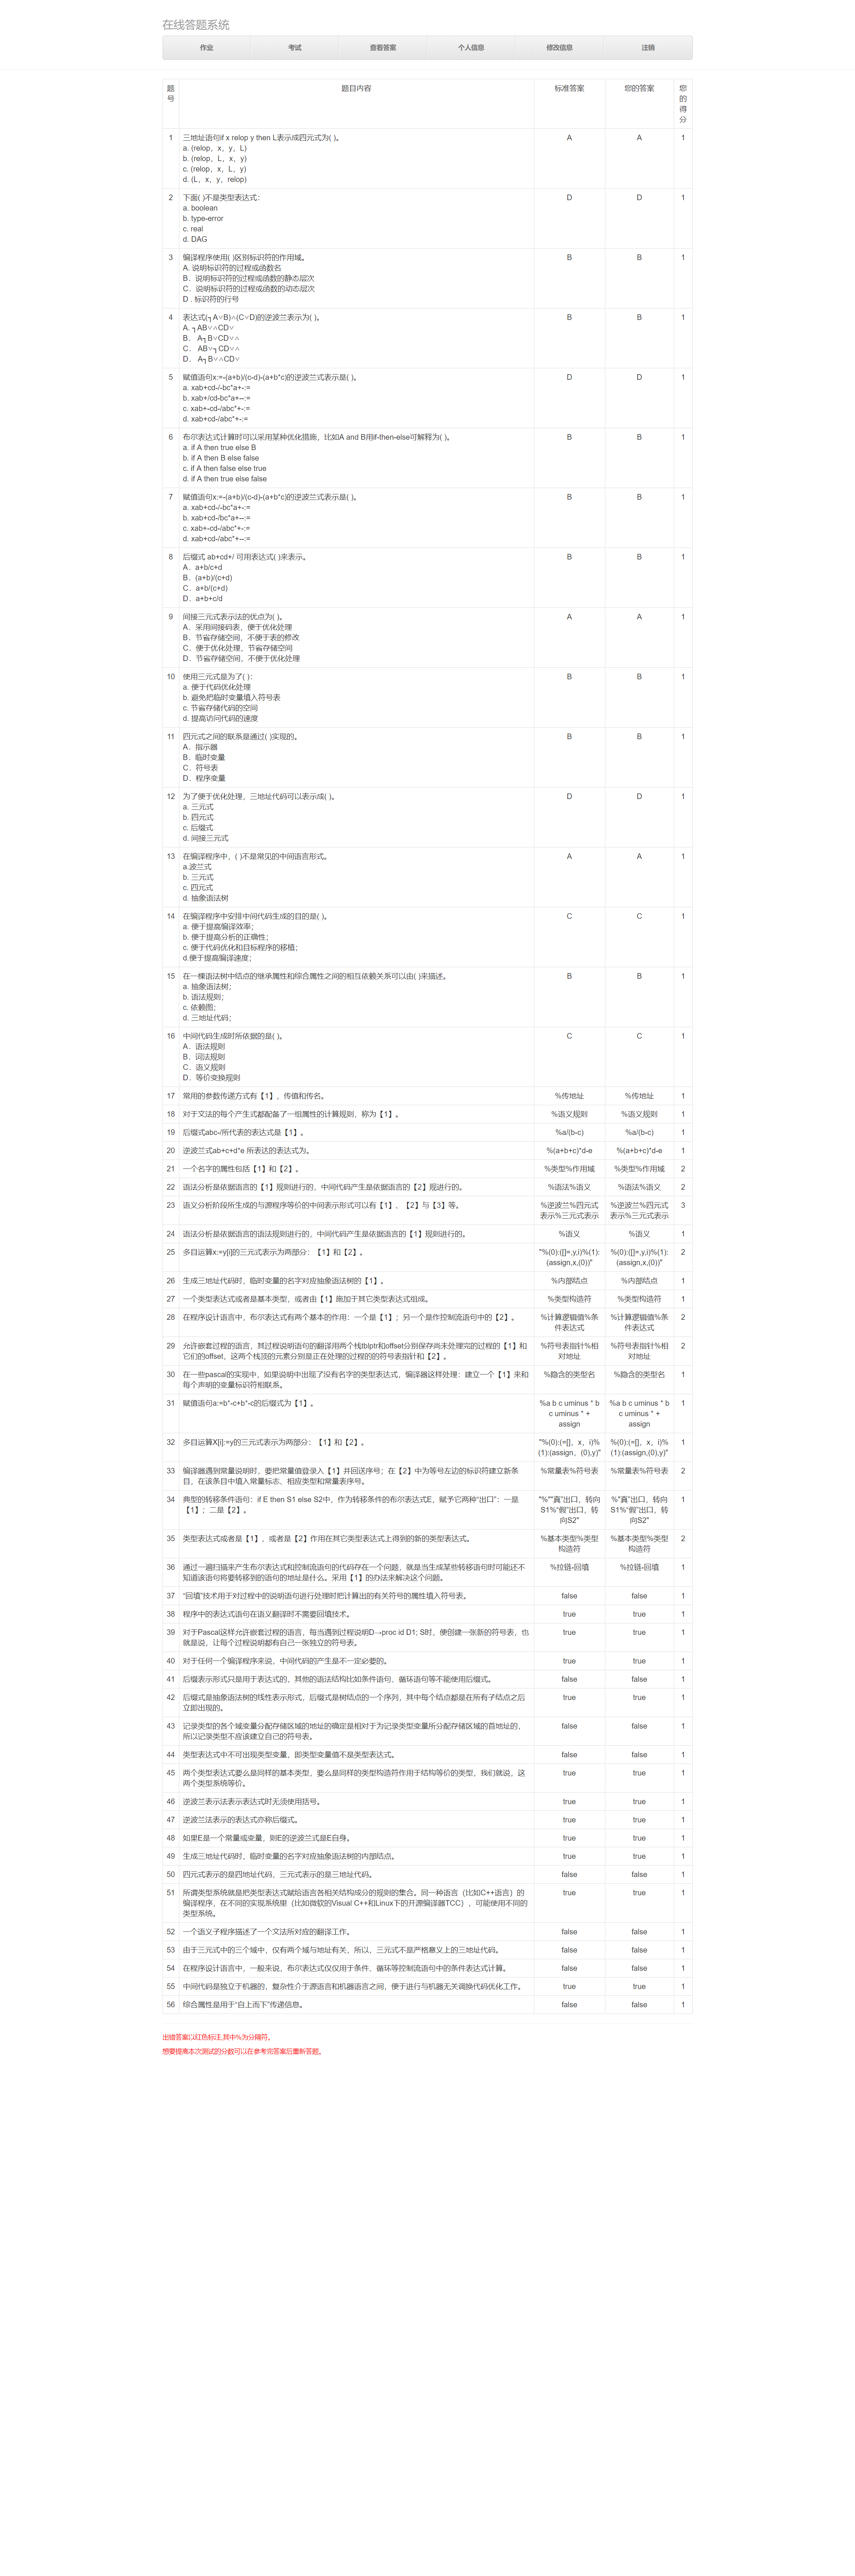 在线答题系统
作业 考试 查看答案 个人信息 修改信息 注销
题号 题目内容 标准答案 您的答案 您的得分
1 三地址语句if x relop y then L表示成四元式为( )。 A A 1
a. (relop，x，y，L)
b. (relop，L，x，y)
c. (relop，x，L，y)
d. (L，x，y，relop)
2 下面( )不是类型表达式： D D 1
a. boolean
b. type-error
c. real
d. DAG
3 编译程序使用( )区别标识符的作用域。 B B 1
A. 说明标识符的过程或函数名
B．说明标识符的过程或函数的静态层次
C．说明标识符的过程或函数的动态层次
D . 标识符的行号
4 表达式(┐A∨B)∧(C∨D)的逆波兰表示为( )。 B B 1
A. ┐AB∨∧CD∨
B． A┐B∨CD∨∧
C． AB∨┐CD∨∧
D． A┐B∨∧CD∨
5 赋值语句x:=-(a+b)/(c-d)-(a+b*c)的逆波兰式表示是( )。 D D 1
a. xab+cd-/-bc*a+-:=
b. xab+/cd-bc*a+--:=
c. xab+-cd-/abc*+-:=
d. xab+cd-/abc*+-:=
6 布尔表达式计算时可以采用某种优化措施，比如A and B用if-then-else可解释为( )。 B B 1
a. if A then true else B
b. if A then B else false
c. if A then false else true
d. if A then true else false
7 赋值语句x:=-(a+b)/(c-d)-(a+b*c)的逆波兰式表示是( )。 B B 1
a. xab+cd-/-bc*a+-:=
b. xab+cd-/bc*a+--:=
c. xab+-cd-/abc*+-:=
d. xab+cd-/abc*+--:=
8 后缀式 ab+cd+/ 可用表达式( )来表示。 B B 1
A．a+b/c+d
B．(a+b)/(c+d)
C．a+b/(c+d)
D．a+b+c/d
9 间接三元式表示法的优点为( )。 A A 1
A．采用间接码表，便于优化处理
B．节省存储空间，不便于表的修改
C．便于优化处理，节省存储空间
D．节省存储空间，不便于优化处理
10 使用三元式是为了( )： B B 1
a. 便于代码优化处理
b. 避免把临时变量填入符号表
c. 节省存储代码的空间
d. 提高访问代码的速度
11 四元式之间的联系是通过( )实现的。 B B 1
A．指示器
B．临时变量
C．符号表
D．程序变量
12 为了便于优化处理，三地址代码可以表示成( )。 D D 1
a. 三元式
b. 四元式
c. 后缀式
d. 间接三元式
13 在编译程序中，( )不是常见的中间语言形式。 A A 1
a.波兰式
b. 三元式
c. 四元式
d. 抽象语法树
14 在编译程序中安排中间代码生成的目的是( )。 C C 1
a. 便于提高编译效率；
b. 便于提高分析的正确性；
c. 便于代码优化和目标程序的移植；
d.便于提高编译速度；
15 在一棵语法树中结点的继承属性和综合属性之间的相互依赖关系可以由( )来描述。 B B 1
a. 抽象语法树；
b. 语法规则；
c. 依赖图；
d. 三地址代码；
16 中间代码生成时所依据的是( )。 C C 1
A．语法规则
B．词法规则
C．语义规则
D．等价变换规则
17 常用的参数传递方式有【1】，传值和传名。 %传地址 %传地址 1
18 对于文法的每个产生式都配备了一组属性的计算规则，称为【1】。 %语义规则 %语义规则 1
19 后缀式abc-/所代表的表达式是【1】。 %a/(b-c) %a/(b-c) 1
20 逆波兰式ab+c+d*e 所表达的表达式为。 %(a+b+c)*d-e %(a+b+c)*d-e 1
21 一个名字的属性包括【1】和【2】。 %类型%作用域 %类型%作用域 2
22 语法分析是依据语言的【1】规则进行的，中间代码产生是依据语言的【2】规进行的。 %语法%语义 %语法%语义 2
23 语义分析阶段所生成的与源程序等价的中间表示形式可以有【1】、【2】与【3】等。 %逆波兰%四元式 %逆波兰%四元式 3
表示%三元式表示 表示%三元式表示
24 语法分析是依据语言的语法规则进行的，中间代码产生是依据语言的【1】规则进行的。 %语义 %语义 1
25 多目运算x:=y[i]的三元式表示为两部分：【1】和【2】。 "%(0):([]=,y,i)%(1): %(0):([]=,y,i)%(1): 2
(assign,x,(0))" (assign,x,(0))"
26 生成三地址代码时，临时变量的名字对应抽象语法树的【1】。 %内部结点 %内部结点 1
27 一个类型表达式或者是基本类型，或者由【1】施加于其它类型表达式组成。 %类型构造符 %类型构造符 1
28 在程序设计语言中，布尔表达式有两个基本的作用：一个是【1】；另一个是作控制流语句中的【2】。 %计算逻辑值%条 %计算逻辑值%条 2
件表达式 件表达式
29 允许嵌套过程的语言，其过程说明语句的翻译用两个栈tblptr和offset分别保存尚未处理完的过程的【1】和 %符号表指针%相 %符号表指针%相 2
它们的offset，这两个栈顶的元素分别是正在处理的过程的的符号表指针和【2】。 对地址 对地址
30 在一些pascal的实现中，如果说明中出现了没有名字的类型表达式，编译器这样处理：建立一个【1】来和 %隐含的类型名 %隐含的类型名 1
每个声明的变量标识符相联系。
31 赋值语句a:=b*-c+b*-c的后缀式为【1】。 %a b c uminus * b %a b c uminus * b 1
c uminus * + c uminus * +
assign assign
32 多目运算X[i]:=y的三元式表示为两部分：【1】和【2】。 "%(0):(=[]，x，i)% %(0):(=[]，x，i)% 1
(1):(assign，(0),y)" (1):(assign,(0),y)"
33 编译器遇到常量说明时，要把常量值登录入【1】并回送序号；在【2】中为等号左边的标识符建立新条 %常量表%符号表 %常量表%符号表 2
目，在该条目中填入常量标志、相应类型和常量表序号。
34 典型的转移条件语句：if E then S1 else S2中，作为转移条件的布尔表达式E，赋予它两种“出口”：一是 "%""真”出口，转向 %"真”出口，转向 1
【1】；二是【2】。 S1%“假”出口，转 S1%“假”出口，转
向S2" 向S2"
35 类型表达式或者是【1】，或者是【2】作用在其它类型表达式上得到的新的类型表达式。 %基本类型%类型 %基本类型%类型 2
构造符 构造符
36 通过一遍扫描来产生布尔表达式和控制流语句的代码存在一个问题，就是当生成某些转移语句时可能还不 %拉链-回填 %拉链-回填 1
知道该语句将要转移到的语句的地址是什么。采用【1】的办法来解决这个问题。
37 “回填”技术用于对过程中的说明语句进行处理时把计算出的有关符号的属性填入符号表。 false false 1
38 程序中的表达式语句在语义翻译时不需要回填技术。 true true 1
39 对于Pascal这样允许嵌套过程的语言，每当遇到过程说明D→proc id D1; S时，便创建一张新的符号表，也 true true 1
就是说，让每个过程说明都有自己一张独立的符号表。
40 对于任何一个编译程序来说，中间代码的产生是不一定必要的。 true true 1
41 后缀表示形式只是用于表达式的，其他的语法结构比如条件语句，循环语句等不能使用后缀式。 false false 1
42 后缀式是抽象语法树的线性表示形式，后缀式是树结点的一个序列，其中每个结点都是在所有子结点之后 true true 1
立即出现的。
43 记录类型的各个域变量分配存储区域的地址的确定是相对于为记录类型变量所分配存储区域的首地址的， false false 1
所以记录类型不应该建立自己的符号表。
44 类型表达式中不可出现类型变量，即类型变量值不是类型表达式。 false false 1
45 两个类型表达式要么是同样的基本类型，要么是同样的类型构造符作用于结构等价的类型，我们就说，这 true true 1
两个类型系统等价。
46 逆波兰表示法表示表达式时无须使用括号。 true true 1
47 逆波兰法表示的表达式亦称后缀式。 true true 1
48 如果E是一个常量或变量，则E的逆波兰式是E自身。 true true 1
49 生成三地址代码时，临时变量的名字对应抽象语法树的内部结点。 true true 1
50 四元式表示的是四地址代码，三元式表示的是三地址代码。 false false 1
51 所谓类型系统就是把类型表达式赋给语言各相关结构成分的规则的集合。同一种语言（比如C++语言）的 true true 1
编译程序，在不同的实现系统里（比如微软的Visual C++和Linux下的开源编译器TCC），可能使用不同的
类型系统。
52 一个语义子程序描述了一个文法所对应的翻译工作。 false false 1
53 由于三元式中的三个域中，仅有两个域与地址有关，所以，三元式不是严格意义上的三地址代码。 false false 1
54 在程序设计语言中，一般来说，布尔表达式仅仅用于条件、循环等控制流语句中的条件表达式计算。 false false 1
55 中间代码是独立于机器的，复杂性介于源语言和机器语言之间，便于进行与机器无关调换代码优化工作。 true true 1
56 综合属性是用于“自上而下”传递信息。 false false 1
出错答案以红色标注,其中%为分隔符。
想要提高本次测试的分数可以在参考完答案后重新答题。